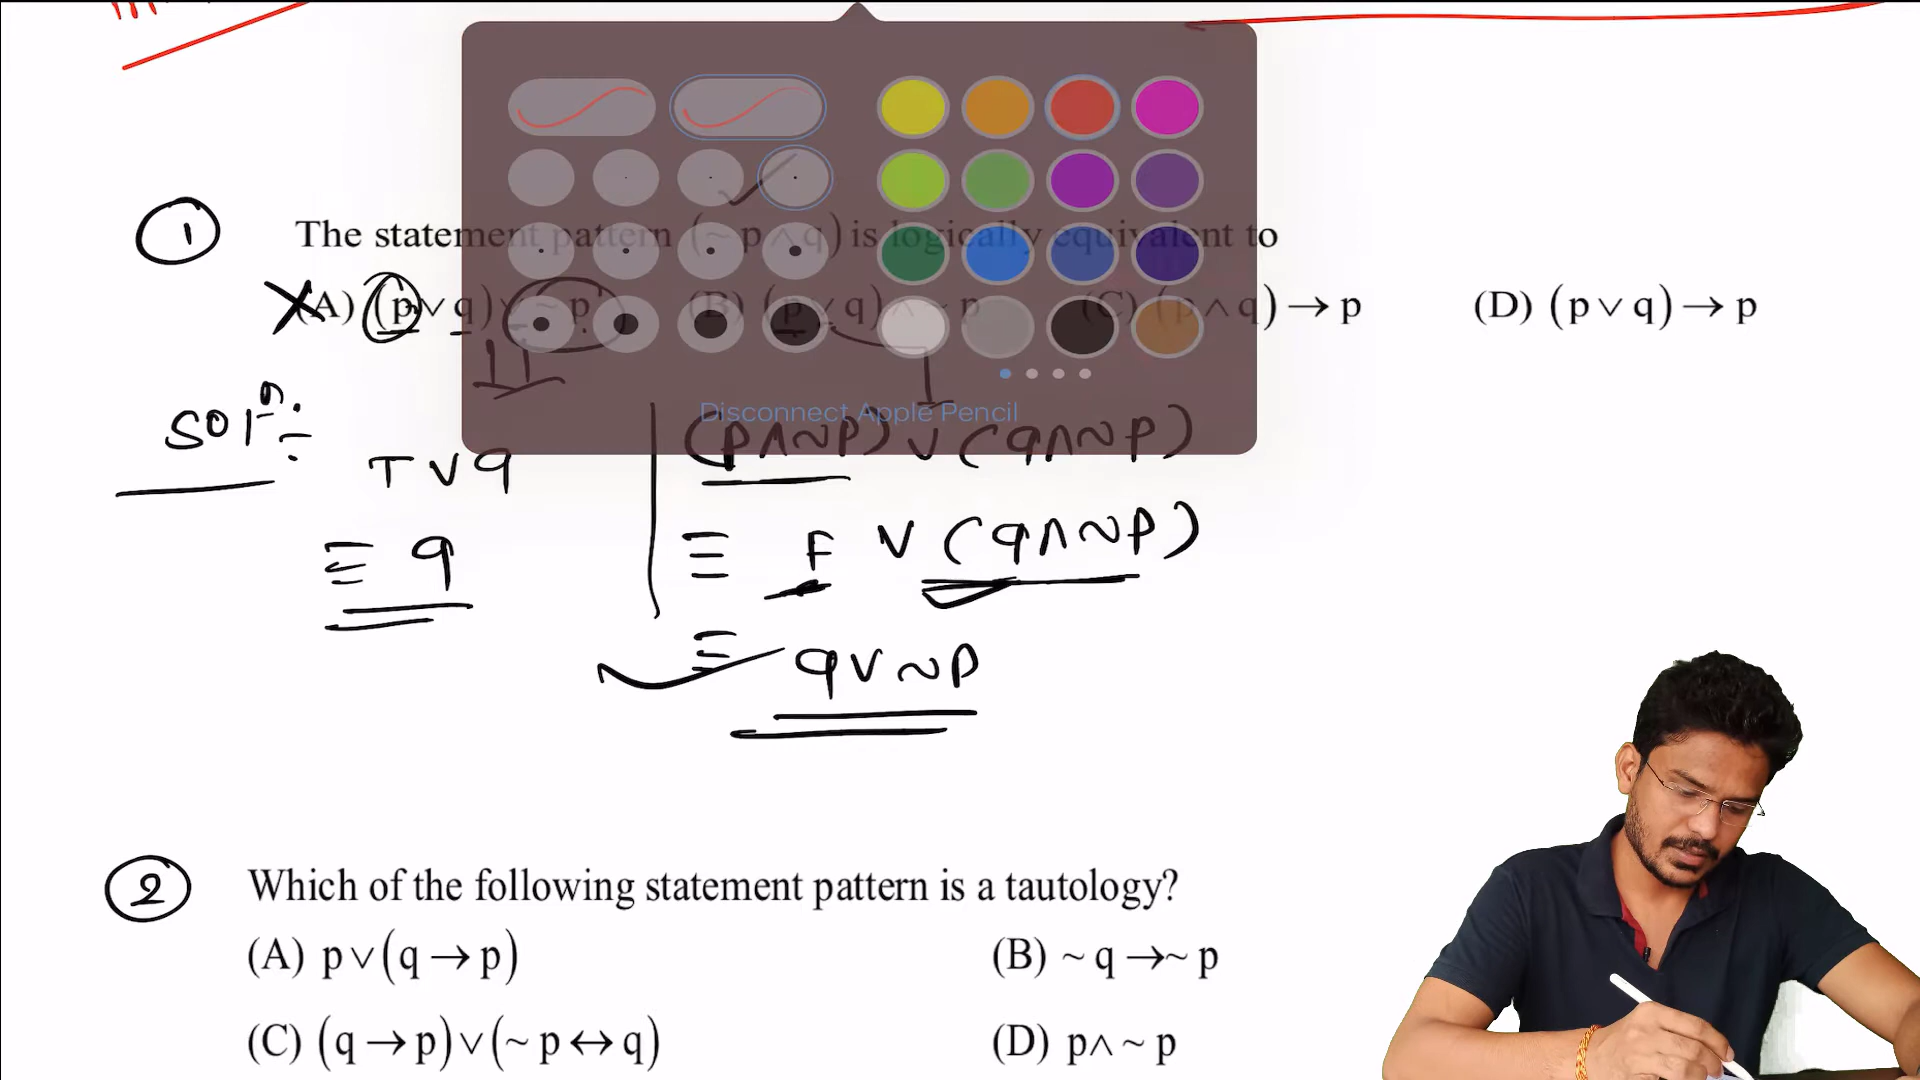 1 The statement pattern (~ p ∧ q) is logically equivalent to
(A) (p ∨ q) ∨ ~ p (B) (p ∨ q) ∧ ~ p (C) (p ∧ q) → p (D) (p ∨ q) → p
Disconnect Apple Pencil
Solⁿ:
T ∨ q
≡ q
(p ∧ ~p) ∨ (q ∧ ~p)
≡ F ∨ (q ∧ ~p)
≡ q ∨ ~p
2 Which of the following statement pattern is a tautology?
(A) p ∨ (q → p) (B) ~ q →~ p
(C) (q → p) ∨ (~ p ↔ q) (D) p ∧ ~ p